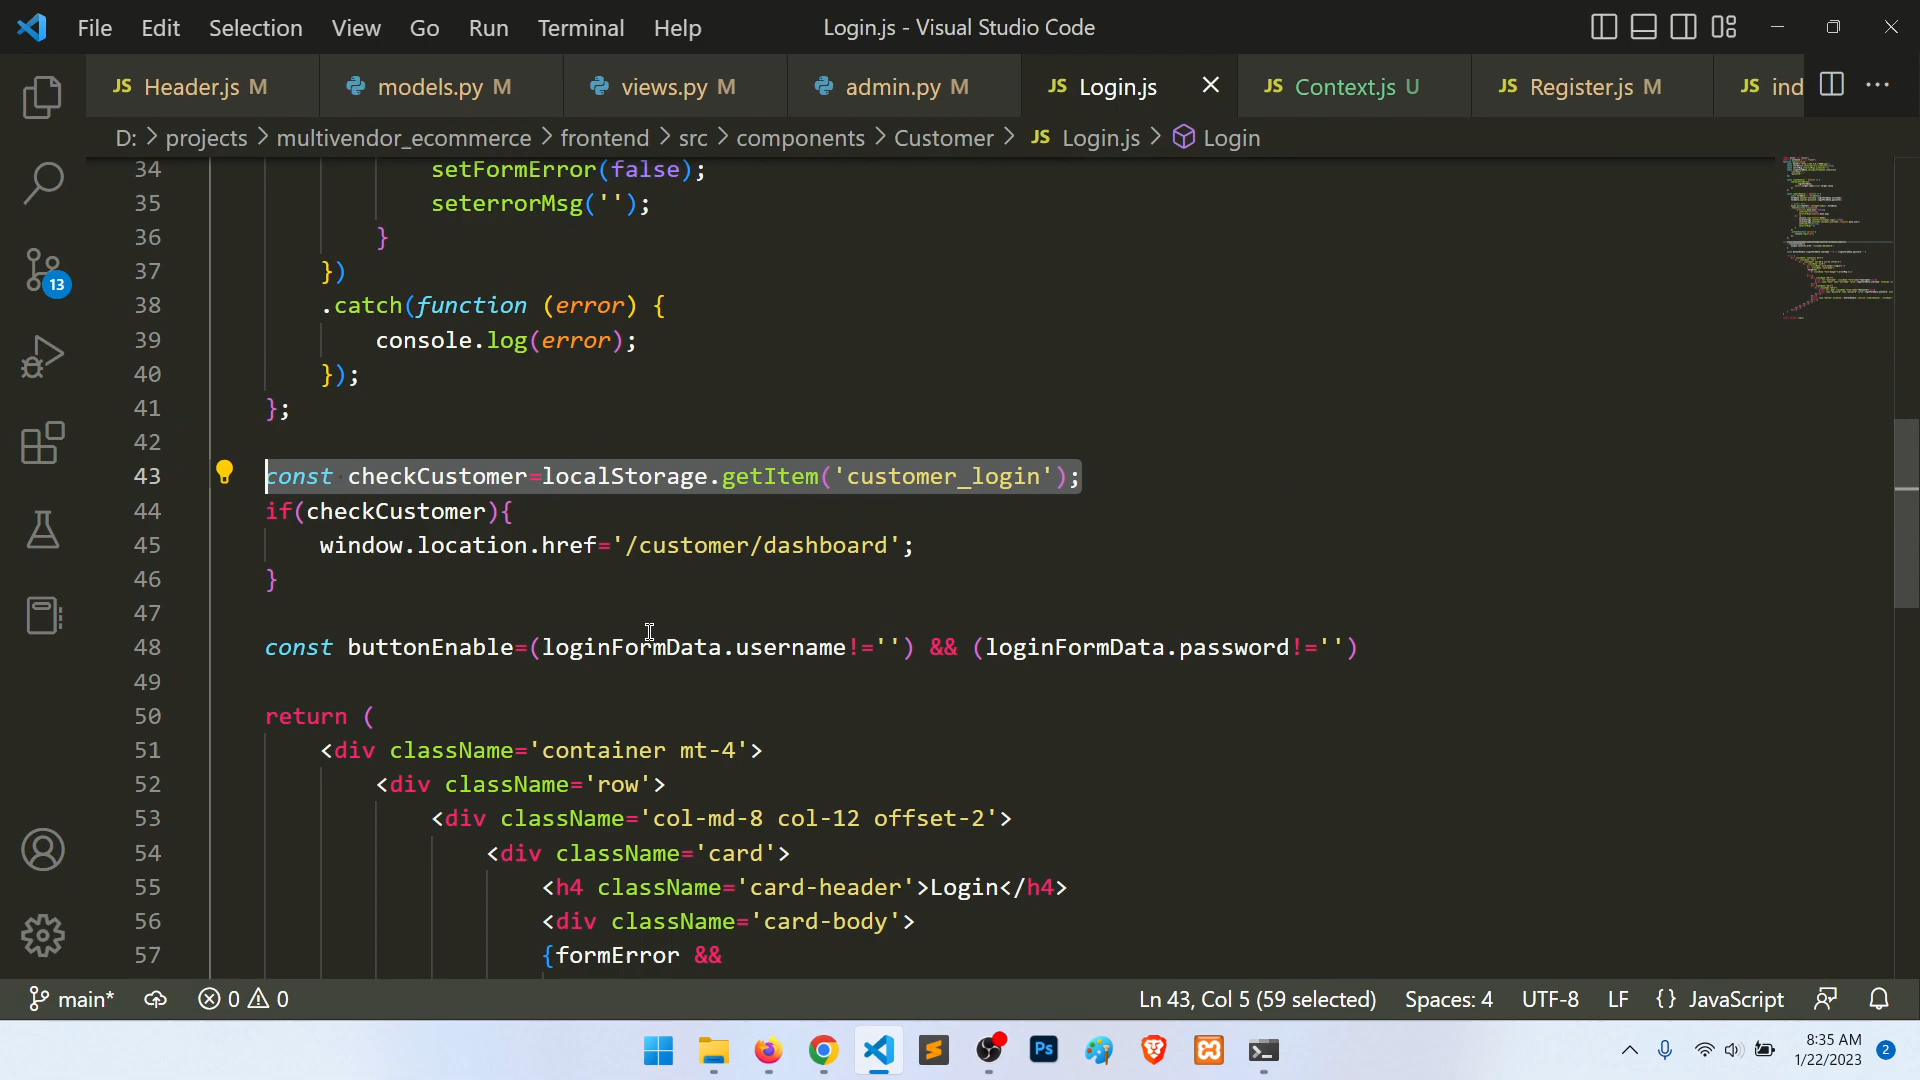 File Edit Selection View Go Run Terminal Help Login.js - Visual Studio Code
JS Header.js M models.py M views.py M admin.py M JS Login.js JS Context.js U JS Register.js M JS ind
D: > projects > multivendor_ecommerce > frontend > src > components > Customer > JS Login.js > Login
34 setFormError(false);
35 seterrorMsg('');
36 }
37 })
38 .catch(function (error) {
39 console.log(error);
40 });
41 };
42
43 const checkCustomer=localStorage.getItem('customer_login');
44 if(checkCustomer){
45 window.location.href='/customer/dashboard';
46 }
47
48 const buttonEnable=(loginFormData.username!='') && (loginFormData.password!='')
49
50 return (
51 <div className='container mt-4'>
52 <div className='row'>
53 <div className='col-md-8 col-12 offset-2'>
54 <div className='card'>
55 <h4 className='card-header'>Login</h4>
56 <div className='card-body'>
57 {formError &&
13
main* 0 0 Ln 43, Col 5 (59 selected) Spaces: 4 UTF-8 LF {} JavaScript
Ps
8:35 AM
1/22/2023
2